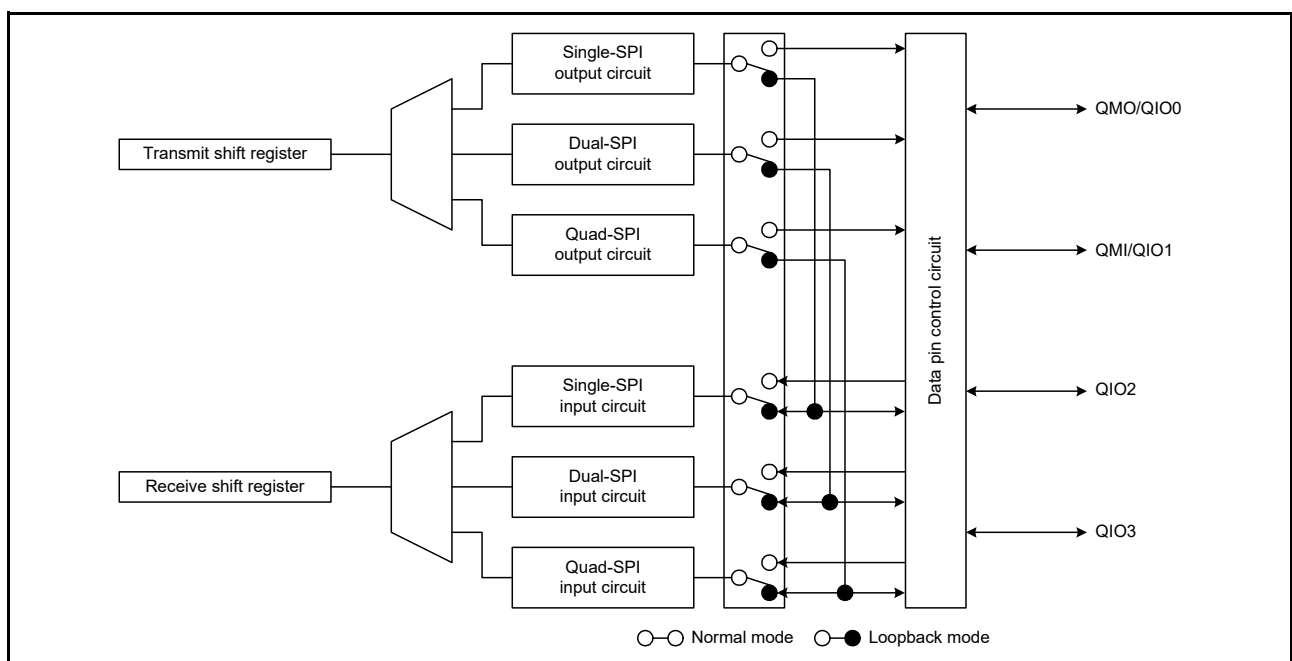 Single-SPI
output circuit
Transmit shift register
Dual-SPI
output circuit
Quad-SPI
output circuit
Single-SPI
input circuit
Receive shift register
Dual-SPI
input circuit
Quad-SPI
input circuit
Data pin control circuit
QMO/QIO0
QMI/QIO1
QIO2
QIO3
Normal mode
Loopback mode